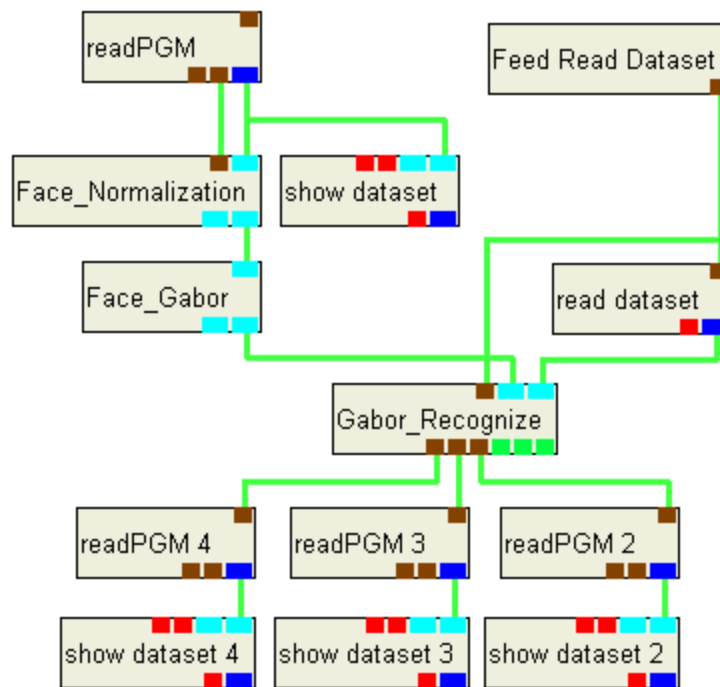 readPGM
Feed Read Dataset
Face_Normalization
show dataset
Face_Gabor
read dataset
Gabor_Recognize
readPGM 4
readPGM 3
readPGM 2
show dataset 4
show dataset 3
show dataset 2